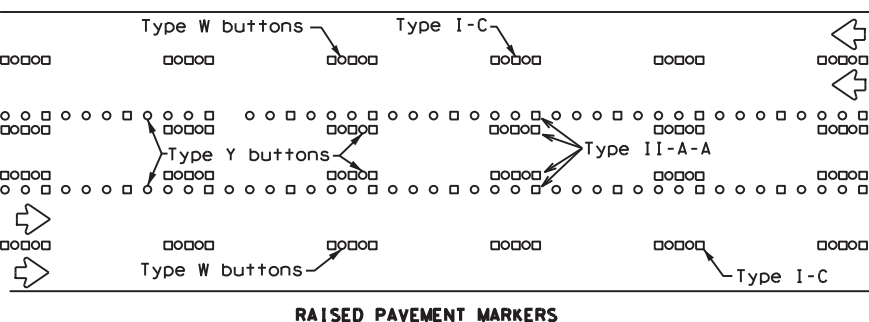 Type W buttons
Type I-C
Type Y buttons
Type II-A-A
Type W buttons
Type I-C
RAISED PAVEMENT MARKERS